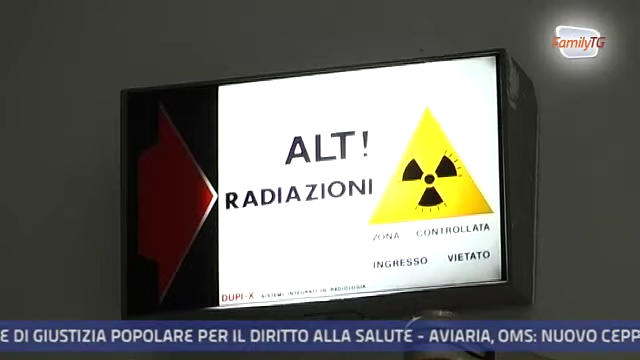 FamilyTG
ALT!
RADIAZIONI
ZONA CONTROLLATA
INGRESSO VIETATO
DUPI-X SISTEMI INTEGRATI IN RADIOLOGIA
E DI GIUSTIZIA POPOLARE PER IL DIRITTO ALLA SALUTE - AVIARIA, OMS: NUOVO CEPP